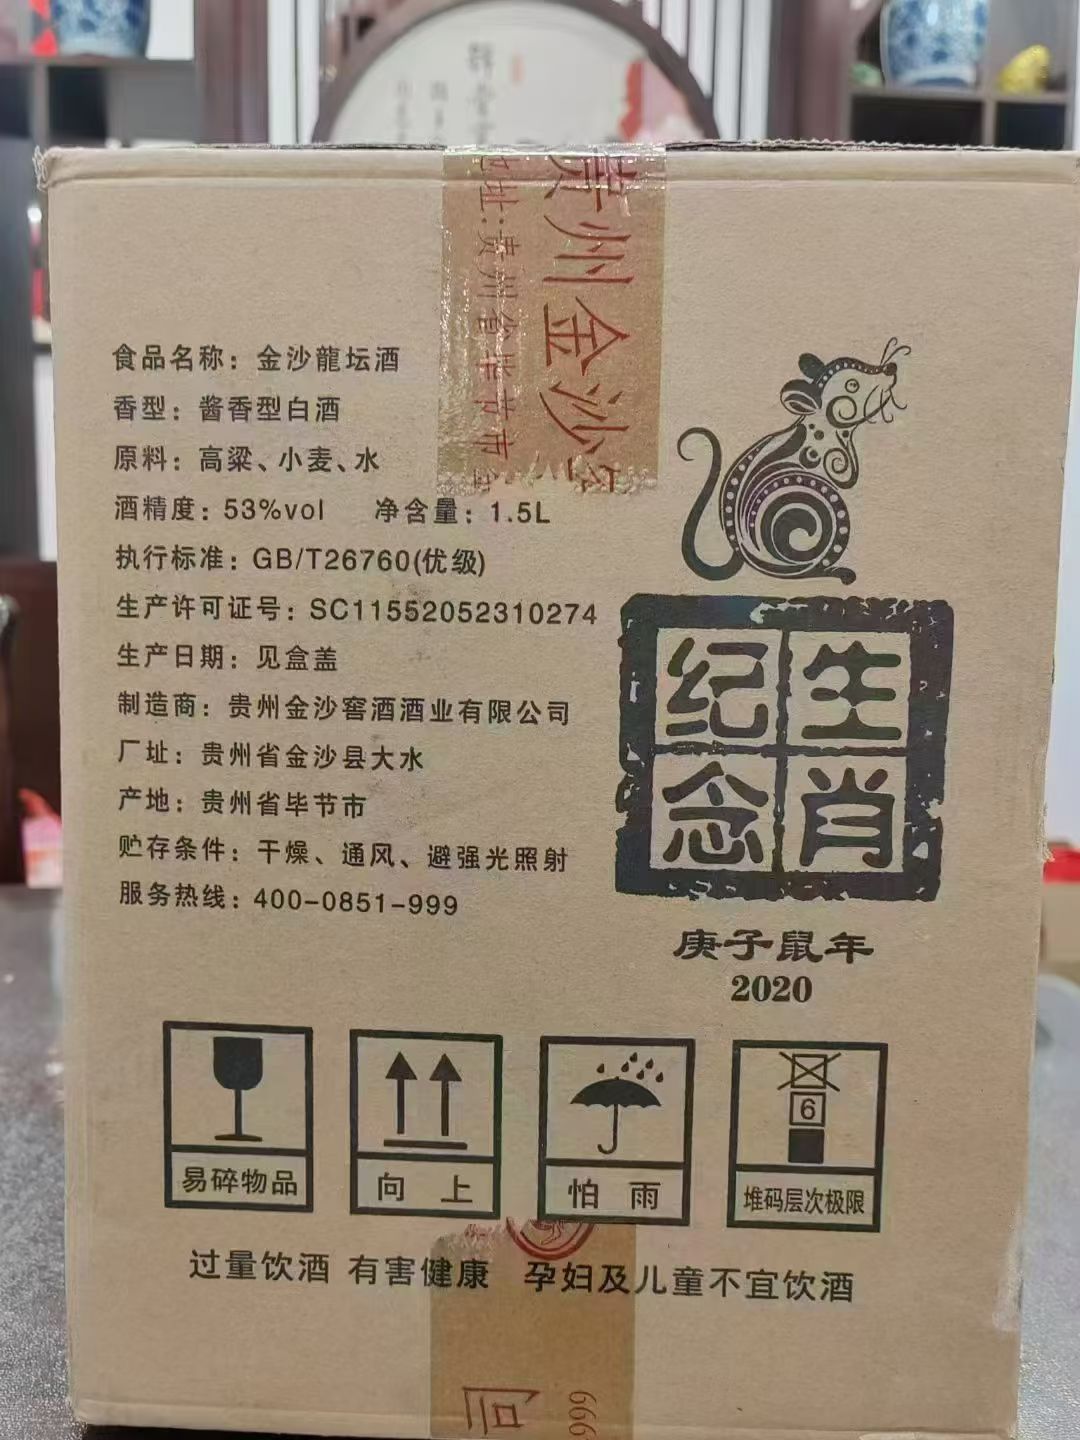 贵州金沙
址:贵州省毕节市金
食品名称：金沙龍坛酒
香型：酱香型白酒
原料：高粱、小麦、水
酒精度：53%vol 净含量：1.5L
执行标准：GB/T26760(优级)
生产许可证号：SC11552052310274
生产日期：见盒盖
制造商：贵州金沙窖酒酒业有限公司
厂址：贵州省金沙县大水
产地：贵州省毕节市
贮存条件：干燥、通风、避强光照射
服务热线：400-0851-999
生肖
纪念
庚子鼠年
2020
易碎物品
向上
怕雨
6
堆码层次极限
过量饮酒 有害健康 孕妇及儿童不宜饮酒
回
999